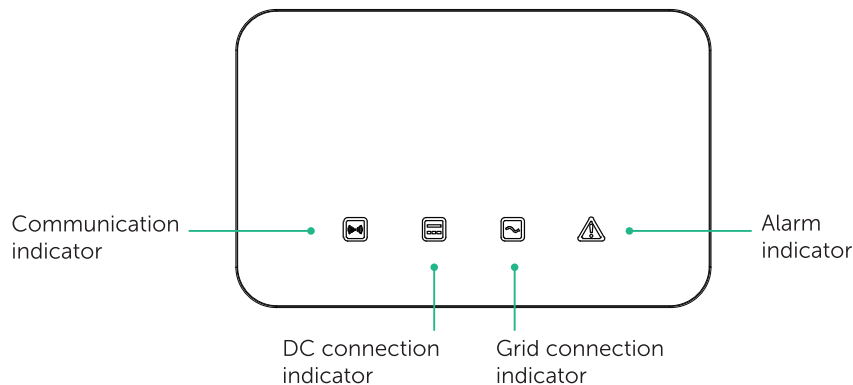 Communication
indicator
Alarm
indicator
DC connection
indicator
Grid connection
indicator